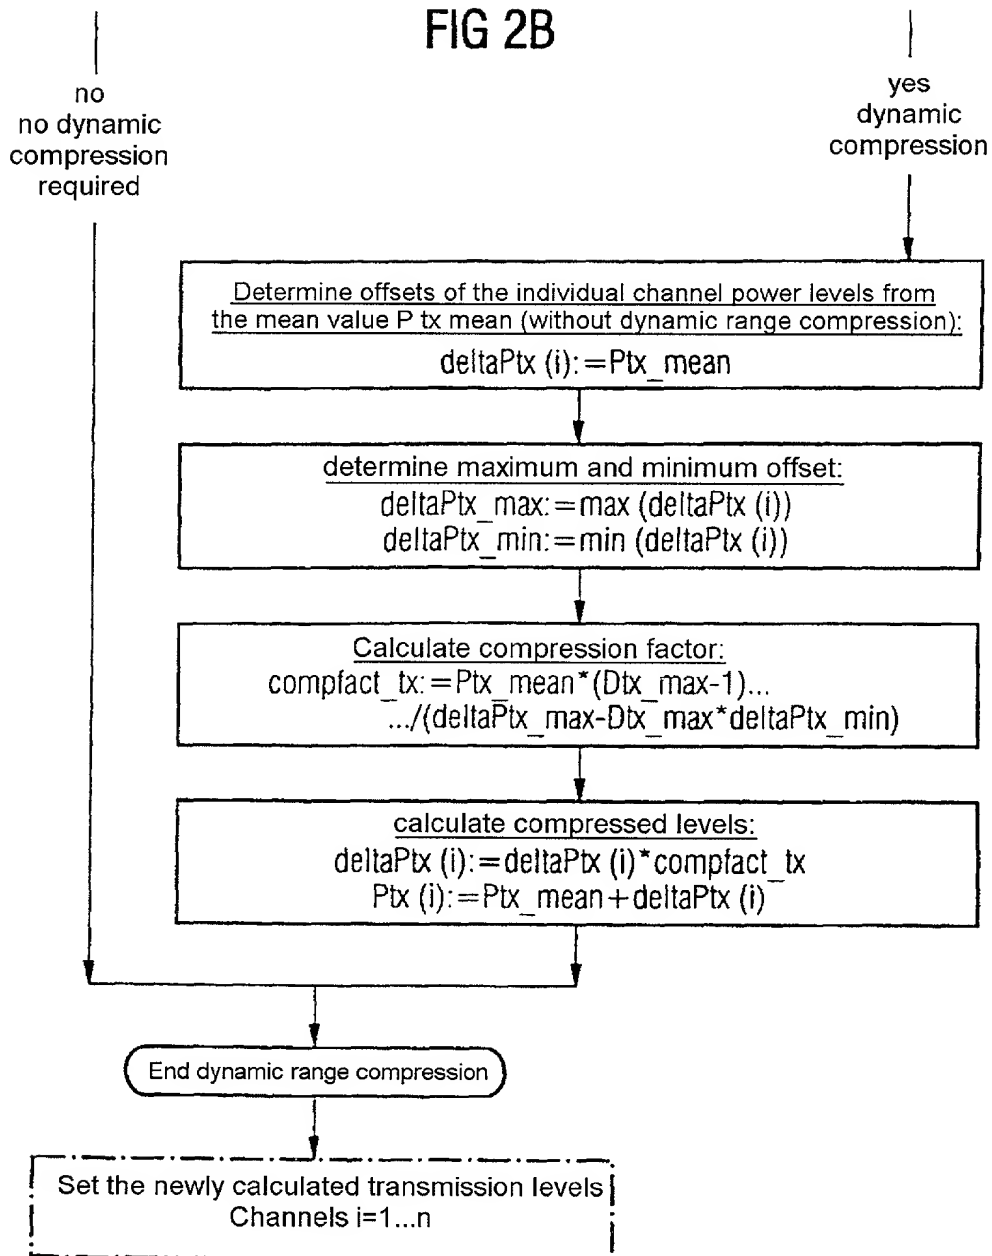 FIG 2B
no
no dynamic
compression
required
yes
dynamic
compression
Determine offsets of the individual channel power levels from
the mean value P tx mean (without dynamic range compression):
deltaPtx (i):=Ptx_mean
determine maximum and minimum offset:
deltaPtx_max:=max (deltaPtx (i))
deltaPtx_min:=min (deltaPtx (i))
Calculate compression factor:
compfact_tx:=Ptx_mean*(Dtx_max-1)...
.../(deltaPtx_max-Dtx_max*deltaPtx_min)
calculate compressed levels:
deltaPtx (i):=deltaPtx (i)*compfact_tx
Ptx (i):=Ptx_mean+deltaPtx (i)
End dynamic range compression
Set the newly calculated transmission levels
Channels i=1...n